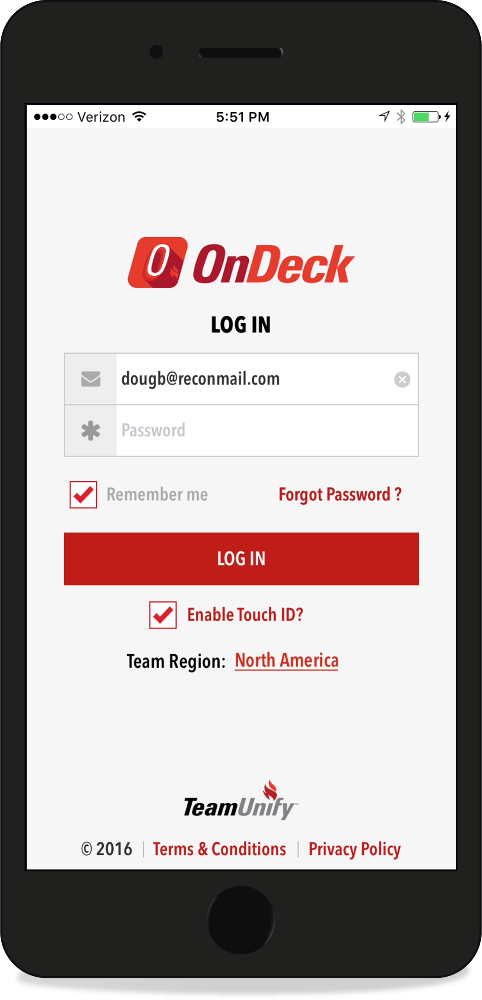 Verizon 5:51 PM
O OnDeck
LOG IN
dougb@reconmail.com
Password
Remember me Forgot Password ?
LOG IN
Enable Touch ID?
Team Region: North America
TeamUnify™
© 2016 | Terms & Conditions | Privacy Policy